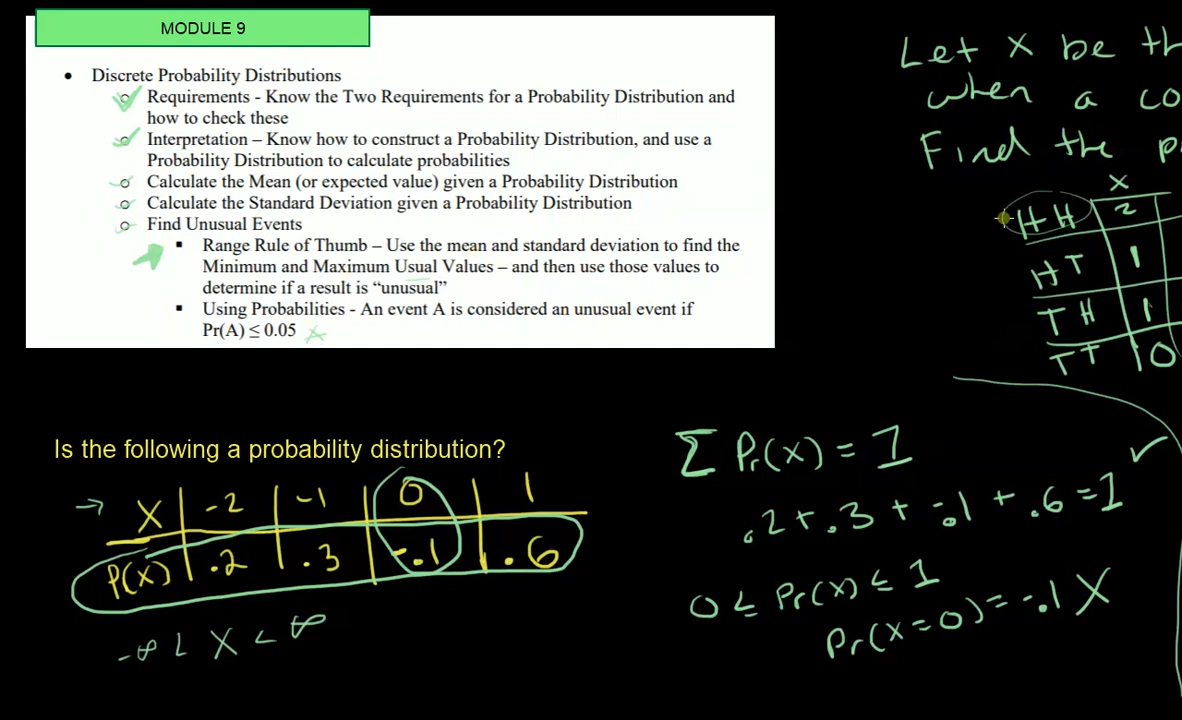 MODULE 9
• Discrete Probability Distributions
○ Requirements - Know the Two Requirements for a Probability Distribution and
how to check these
○ Interpretation – Know how to construct a Probability Distribution, and use a
Probability Distribution to calculate probabilities
○ Calculate the Mean (or expected value) given a Probability Distribution
○ Calculate the Standard Deviation given a Probability Distribution
○ Find Unusual Events
▪ Range Rule of Thumb – Use the mean and standard deviation to find the
Minimum and Maximum Usual Values – and then use those values to
determine if a result is “unusual”
▪ Using Probabilities - An event A is considered an unusual event if
Pr(A) ≤ 0.05
Let x be th
when a co
Find the p
X
HH 2
HT 1
TH 1
TT 0
Is the following a probability distribution?
→ X -2 -1 0 1
P(x) .2 .3 -.1 .6
-∞ < X < ∞
Σ Pr(x) = 1
.2 + .3 + -.1 + .6 = 1 ✓
0 ≤ Pr(x) ≤ 1
Pr(x=0) = -.1 X